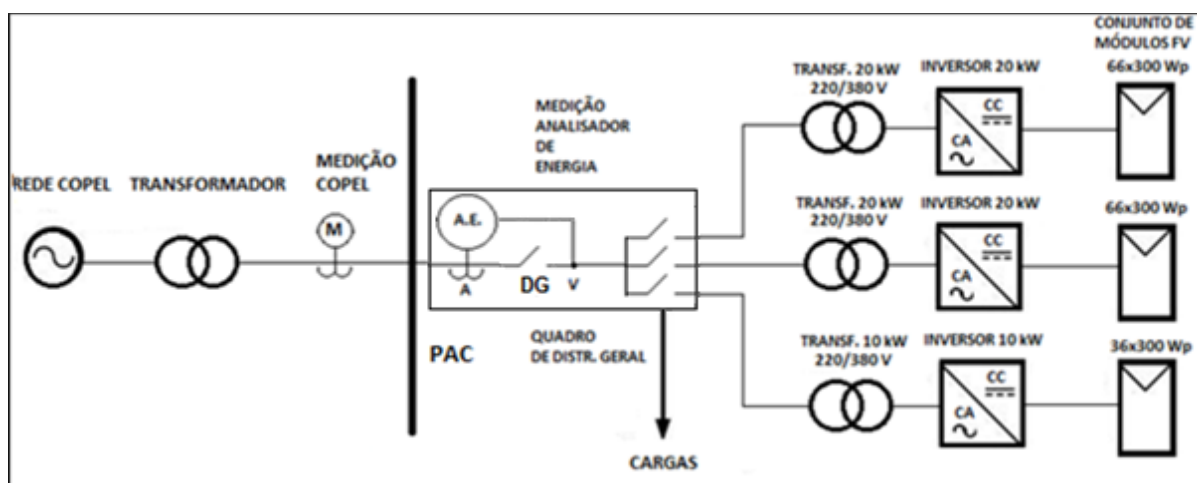 REDE COPEL
TRANSFORMADOR
MEDIÇÃO
COPEL
M
PAC
MEDIÇÃO
ANALISADOR
DE
ENERGIA
A.E.
A
DG
V
QUADRO
DE DISTR. GERAL
CARGAS
TRANSF. 20 kW
220/380 V
INVERSOR 20 kW
CC
CA
CONJUNTO DE
MÓDULOS FV
66x300 Wp
TRANSF. 20 kW
220/380 V
INVERSOR 20 kW
CC
CA
66x300 Wp
TRANSF. 10 kW
220/380 V
INVERSOR 10 kW
CC
CA
36x300 Wp